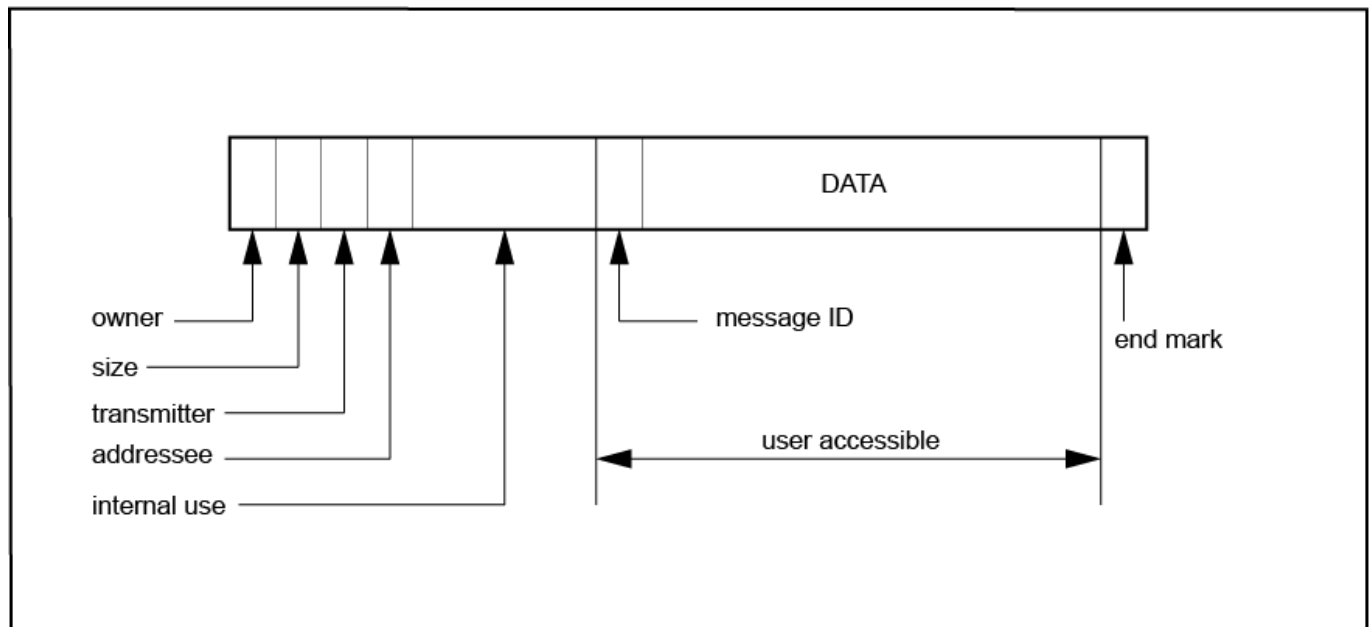 DATA
owner
message ID
end mark
size
transmitter
user accessible
addressee
internal use